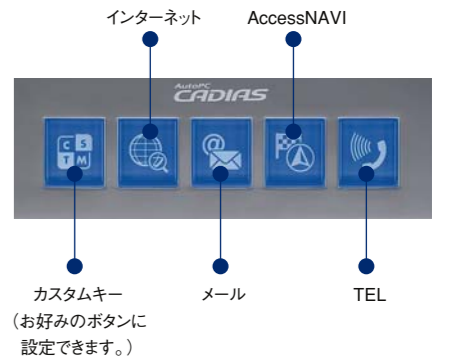 インターネット
AccessNAVI
AutoPC
CADIAS
C S
T M
@
カスタムキー
(お好みのボタンに
設定できます。)
メール
TEL